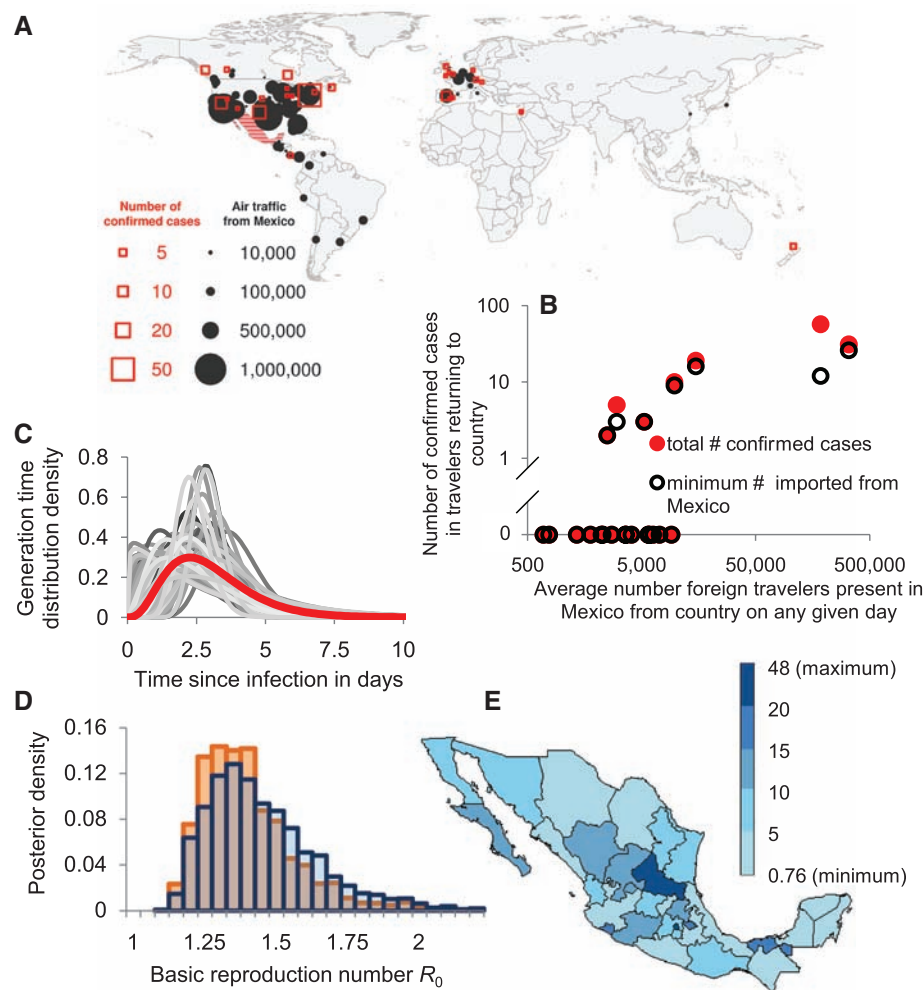 A
Number of
confirmed cases
Air traffic
from Mexico
5
10,000
10
100,000
20
500,000
50
1,000,000
B
Number of confirmed cases
in travelers returning to
country
100
10
1
0
total # confirmed cases
minimum # imported from
Mexico
500
5,000
50,000
500,000
Average number foreign travelers present in
Mexico from country on any given day
C
Generation time
distribution density
0.8
0.6
0.4
0.2
0
0
2.5
5
7.5
10
Time since infection in days
D
Posterior density
0.16
0.12
0.08
0.04
0
1
1.25
1.5
1.75
2
Basic reproduction number R0
E
48 (maximum)
20
15
10
5
0.76 (minimum)